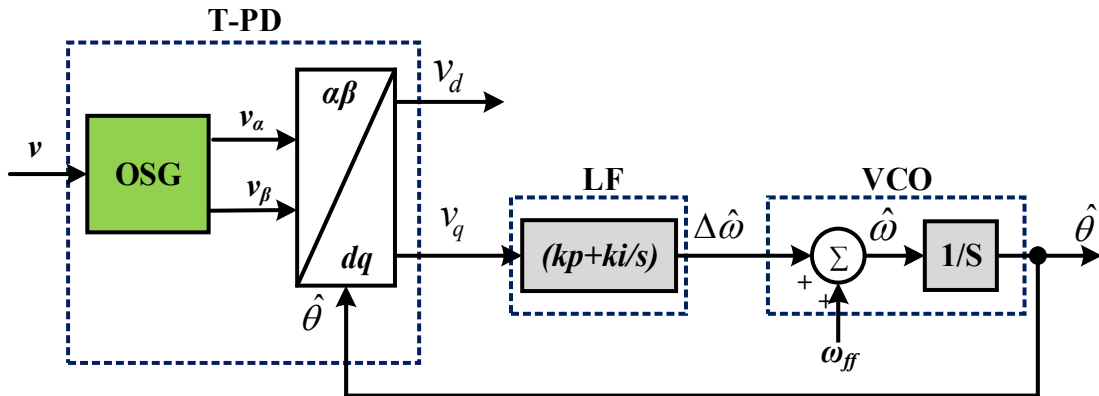 T-PD
v
OSG
vα
vβ
αβ
dq
vd
vq
θ̂
LF
(kp+ki/s)
Δω̂
VCO
Σ
+
+
ωff
ω̂
1/S
θ̂